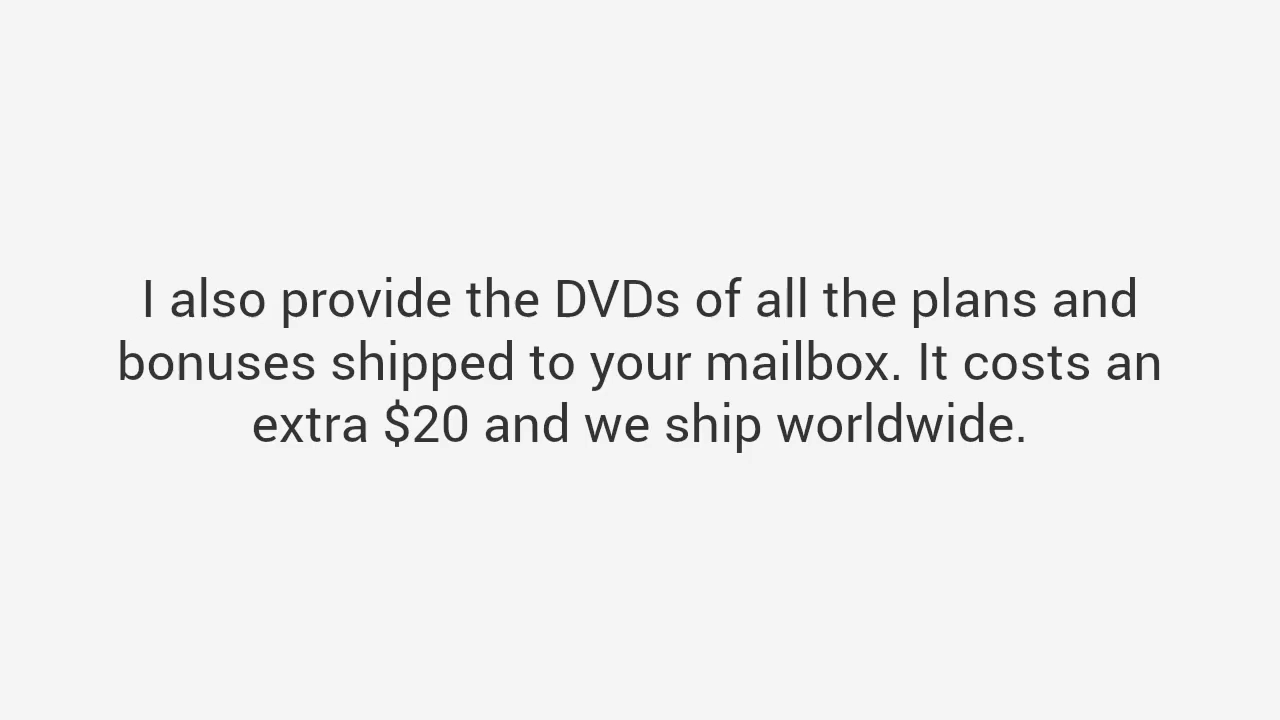 I also provide the DVDs of all the plans and
bonuses shipped to your mailbox. It costs an
extra $20 and we ship worldwide.